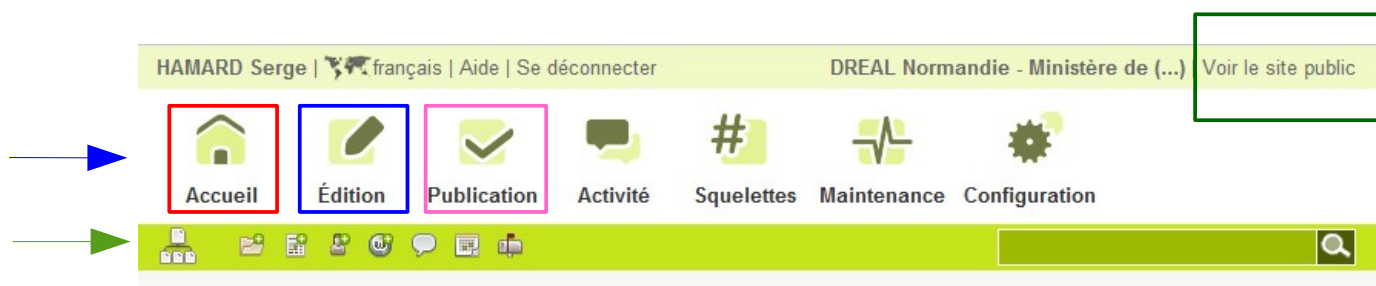 HAMARD Serge | français | Aide | Se déconnecter
DREAL Normandie - Ministère de (...) | Voir le site public
Accueil Édition Publication Activité Squelettes Maintenance Configuration